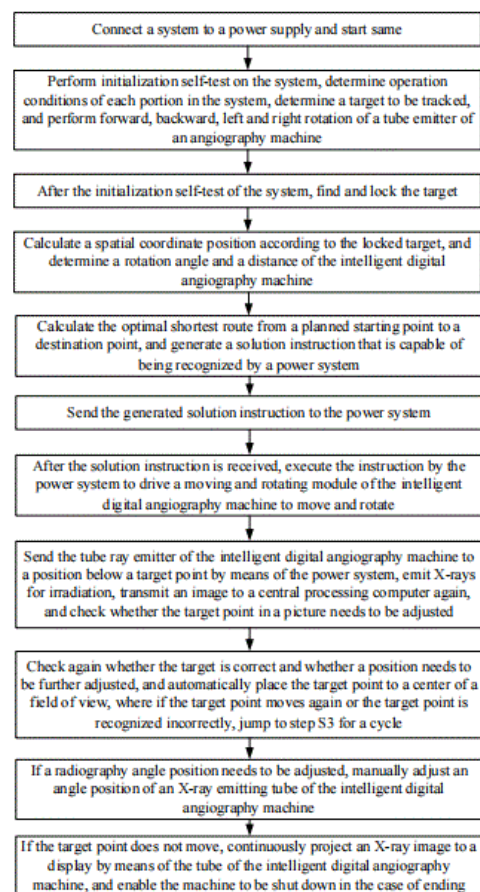 Connect a system to a power supply and start same
Perform initialization self-test on the system, determine operation
conditions of each portion in the system, determine a target to be tracked,
and perform forward, backward, left and right rotation of a tube emitter of
an angiography machine
After the initialization self-test of the system, find and lock the target
Calculate a spatial coordinate position according to the locked target, and
determine a rotation angle and a distance of the intelligent digital
angiography machine
Calculate the optimal shortest route from a planned starting point to a
destination point, and generate a solution instruction that is capable of
being recognized by a power system
Send the generated solution instruction to the power system
After the solution instruction is received, execute the instruction by the
power system to drive a moving and rotating module of the intelligent
digital angiography machine to move and rotate
Send the tube ray emitter of the intelligent digital angiography machine to
a position below a target point by means of the power system, emit X-rays
for irradiation, transmit an image to a central processing computer again,
and check whether the target point in a picture needs to be adjusted
Check again whether the target is correct and whether a position needs to
be further adjusted, and automatically place the target point to a center of a
field of view, where if the target point moves again or the target point is
recognized incorrectly, jump to step S3 for a cycle
If a radiography angle position needs to be adjusted, manually adjust an
angle position of an X-ray emitting tube of the intelligent digital
angiography machine
If the target point does not move, continuously project an X-ray image to a
display by means of the tube of the intelligent digital angiography
machine, and enable the machine to be shut down in the case of ending